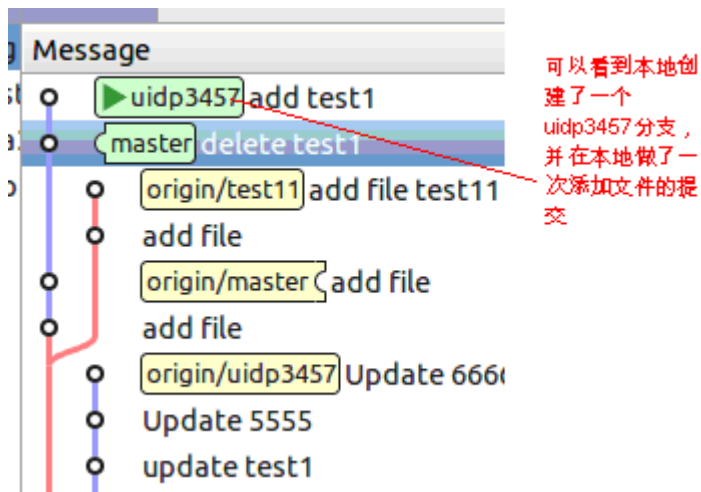 Message
uidp3457 add test1
master delete test1
origin/test11 add file test11
add file
origin/master add file
add file
origin/uidp3457 Update 666
Update 5555
update test1
可以看到本地创
建了一个
uidp3457分支，
并在本地做了一
次添加文件的提
交